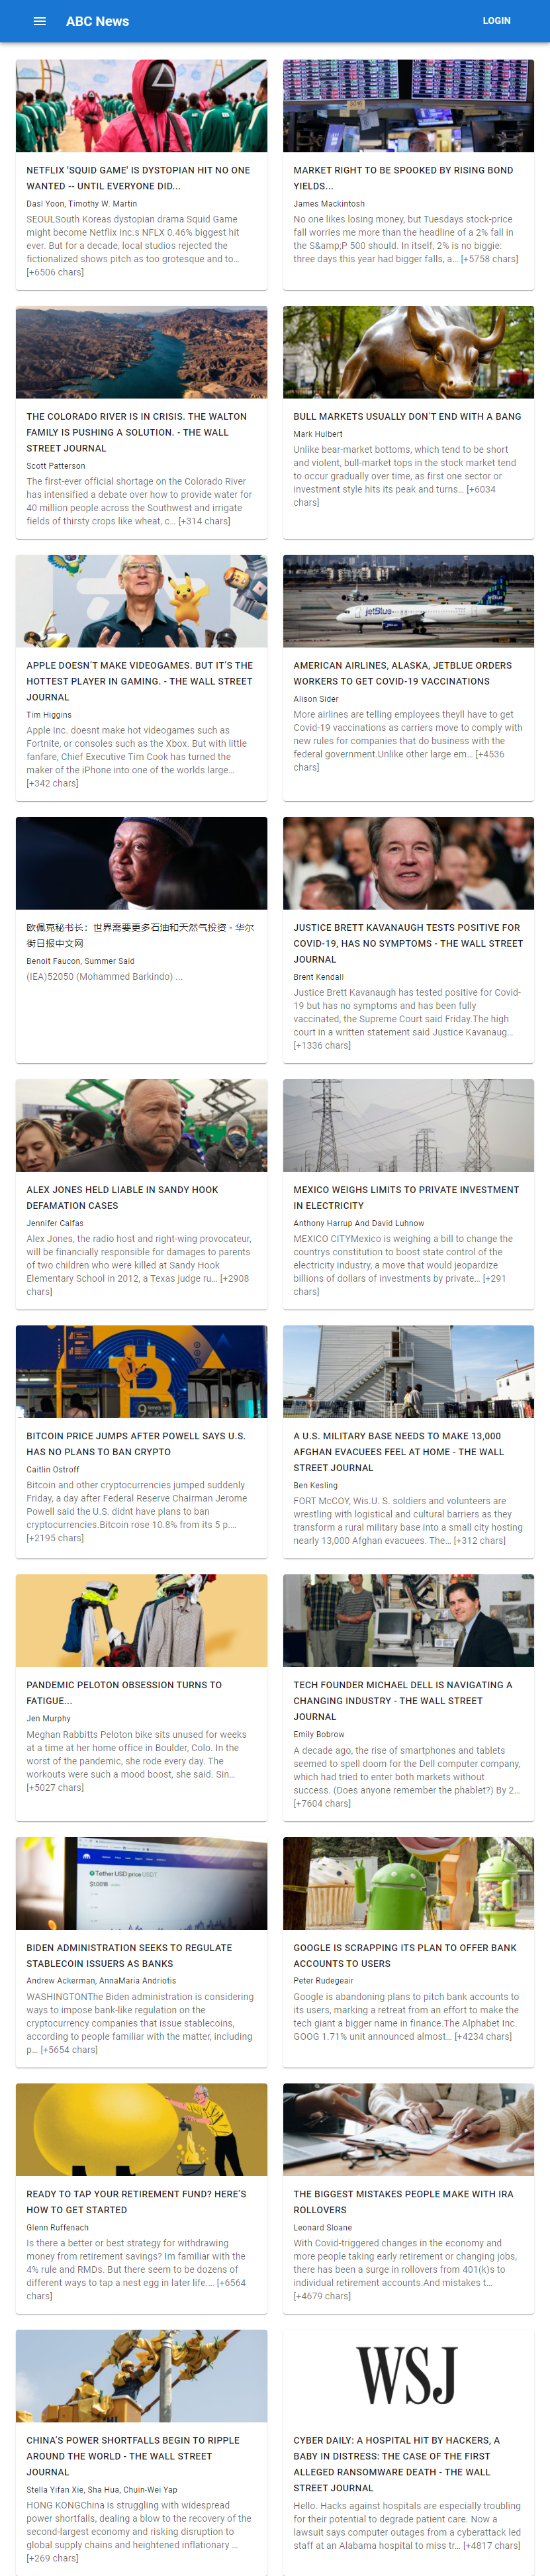 ABC News
LOGIN
NETFLIX 'SQUID GAME' IS DYSTOPIAN HIT NO ONE
WANTED -- UNTIL EVERYONE DID...
Dasl Yoon, Timothy W. Martin
SEOULSouth Koreas dystopian drama Squid Game
might become Netflix Inc.s NFLX 0.46% biggest hit
ever. But for a decade, local studios rejected the
fictionalized shows pitch as too grotesque and to...
[+6506 chars]
MARKET RIGHT TO BE SPOOKED BY RISING BOND
YIELDS...
James Mackintosh
No one likes losing money, but Tuesdays stock-price
fall worries me more than the headline of a 2% fall in
the S&amp;P 500 should. In itself, 2% is no biggie:
three days this year had bigger falls, a... [+5758 chars]
THE COLORADO RIVER IS IN CRISIS. THE WALTON
FAMILY IS PUSHING A SOLUTION. - THE WALL
STREET JOURNAL
Scott Patterson
The first-ever official shortage on the Colorado River
has intensified a debate over how to provide water for
40 million people across the Southwest and irrigate
fields of thirsty crops like wheat, c... [+314 chars]
BULL MARKETS USUALLY DON'T END WITH A BANG
Mark Hulbert
Unlike bear-market bottoms, which tend to be short
and violent, bull-market tops in the stock market tend
to occur gradually over time, as first one sector or
investment style hits its peak and turns... [+6034
chars]
APPLE DOESN'T MAKE VIDEOGAMES. BUT IT'S THE
HOTTEST PLAYER IN GAMING. - THE WALL STREET
JOURNAL
Tim Higgins
Apple Inc. doesnt make hot videogames such as
Fortnite, or consoles such as the Xbox. But with little
fanfare, Chief Executive Tim Cook has turned the
maker of the iPhone into one of the worlds large...
[+342 chars]
jetBlue
AMERICAN AIRLINES, ALASKA, JETBLUE ORDERS
WORKERS TO GET COVID-19 VACCINATIONS
Alison Sider
More airlines are telling employees theyll have to get
Covid-19 vaccinations as carriers move to comply with
new rules for companies that do business with the
federal government.Unlike other large em... [+4536
chars]
欧佩克秘书长：世界需要更多石油和天然气投资 - 华尔
街日报中文网
Benoit Faucon, Summer Said
(IEA)52050 (Mohammed Barkindo) ...
JUSTICE BRETT KAVANAUGH TESTS POSITIVE FOR
COVID-19, HAS NO SYMPTOMS - THE WALL STREET
JOURNAL
Brent Kendall
Justice Brett Kavanaugh has tested positive for Covid-
19 but has no symptoms and has been fully
vaccinated, the Supreme Court said Friday.The high
court in a written statement said Justice Kavanaug...
[+1336 chars]
ALEX JONES HELD LIABLE IN SANDY HOOK
DEFAMATION CASES
Jennifer Calfas
Alex Jones, the radio host and right-wing provocateur,
will be financially responsible for damages to parents
of two children who were killed at Sandy Hook
Elementary School in 2012, a Texas judge ru... [+2908
chars]
MEXICO WEIGHS LIMITS TO PRIVATE INVESTMENT
IN ELECTRICITY
Anthony Harrup And David Luhnow
MEXICO CITYMexico is weighing a bill to change the
countrys constitution to boost state control of the
electricity industry, a move that would jeopardize
billions of dollars of investments by private... [+291
chars]
BITCOIN PRICE JUMPS AFTER POWELL SAYS U.S.
HAS NO PLANS TO BAN CRYPTO
Caitlin Ostroff
Bitcoin and other cryptocurrencies jumped suddenly
Friday, a day after Federal Reserve Chairman Jerome
Powell said the U.S. didnt have plans to ban
cryptocurrencies.Bitcoin rose 10.8% from its 5 p....
[+2195 chars]
A U.S. MILITARY BASE NEEDS TO MAKE 13,000
AFGHAN EVACUEES FEEL AT HOME - THE WALL
STREET JOURNAL
Ben Kesling
FORT McCOY, Wis.U. S. soldiers and volunteers are
wrestling with logistical and cultural barriers as they
transform a rural military base into a small city hosting
nearly 13,000 Afghan evacuees. The... [+312 chars]
PANDEMIC PELOTON OBSESSION TURNS TO
FATIGUE...
Jen Murphy
Meghan Rabbitts Peloton bike sits unused for weeks
at a time at her home office in Boulder, Colo. In the
worst of the pandemic, she rode every day. The
workouts were such a mood boost, she said. Sin...
[+5027 chars]
TECH FOUNDER MICHAEL DELL IS NAVIGATING A
CHANGING INDUSTRY - THE WALL STREET
JOURNAL
Emily Bobrow
A decade ago, the rise of smartphones and tablets
seemed to spell doom for the Dell computer company,
which had tried to enter both markets without
success. (Does anyone remember the phablet?) By 2...
[+7604 chars]
Tether USD price USDT
$1.0018
BIDEN ADMINISTRATION SEEKS TO REGULATE
STABLECOIN ISSUERS AS BANKS
Andrew Ackerman, AnnaMaria Andriotis
WASHINGTONThe Biden administration is considering
ways to impose bank-like regulation on the
cryptocurrency companies that issue stablecoins,
according to people familiar with the matter, including
p... [+5654 chars]
GOOGLE IS SCRAPPING ITS PLAN TO OFFER BANK
ACCOUNTS TO USERS
Peter Rudegeair
Google is abandoning plans to pitch bank accounts to
its users, marking a retreat from an effort to make the
tech giant a bigger name in finance.The Alphabet Inc.
GOOG 1.71% unit announced almost... [+4234 chars]
READY TO TAP YOUR RETIREMENT FUND? HERE'S
HOW TO GET STARTED
Glenn Ruffenach
Is there a better or best strategy for withdrawing
money from retirement savings? Im familiar with the
4% rule and RMDs. But there seem to be dozens of
different ways to tap a nest egg in later life.... [+6564
chars]
THE BIGGEST MISTAKES PEOPLE MAKE WITH IRA
ROLLOVERS
Leonard Sloane
With Covid-triggered changes in the economy and
more people taking early retirement or changing jobs,
there has been a surge in rollovers from 401(k)s to
individual retirement accounts.And mistakes t...
[+4679 chars]
CHINA'S POWER SHORTFALLS BEGIN TO RIPPLE
AROUND THE WORLD - THE WALL STREET
JOURNAL
Stella Yifan Xie, Sha Hua, Chuin-Wei Yap
HONG KONGChina is struggling with widespread
power shortfalls, dealing a blow to the recovery of the
second-largest economy and risking disruption to
global supply chains and heightened inflationary ...
[+269 chars]
WSJ
CYBER DAILY: A HOSPITAL HIT BY HACKERS, A
BABY IN DISTRESS: THE CASE OF THE FIRST
ALLEGED RANSOMWARE DEATH - THE WALL
STREET JOURNAL
Hello. Hacks against hospitals are especially troubling
for their potential to degrade patient care. Now a
lawsuit says computer outages from a cyberattack led
staff at an Alabama hospital to miss tr... [+4817 chars]